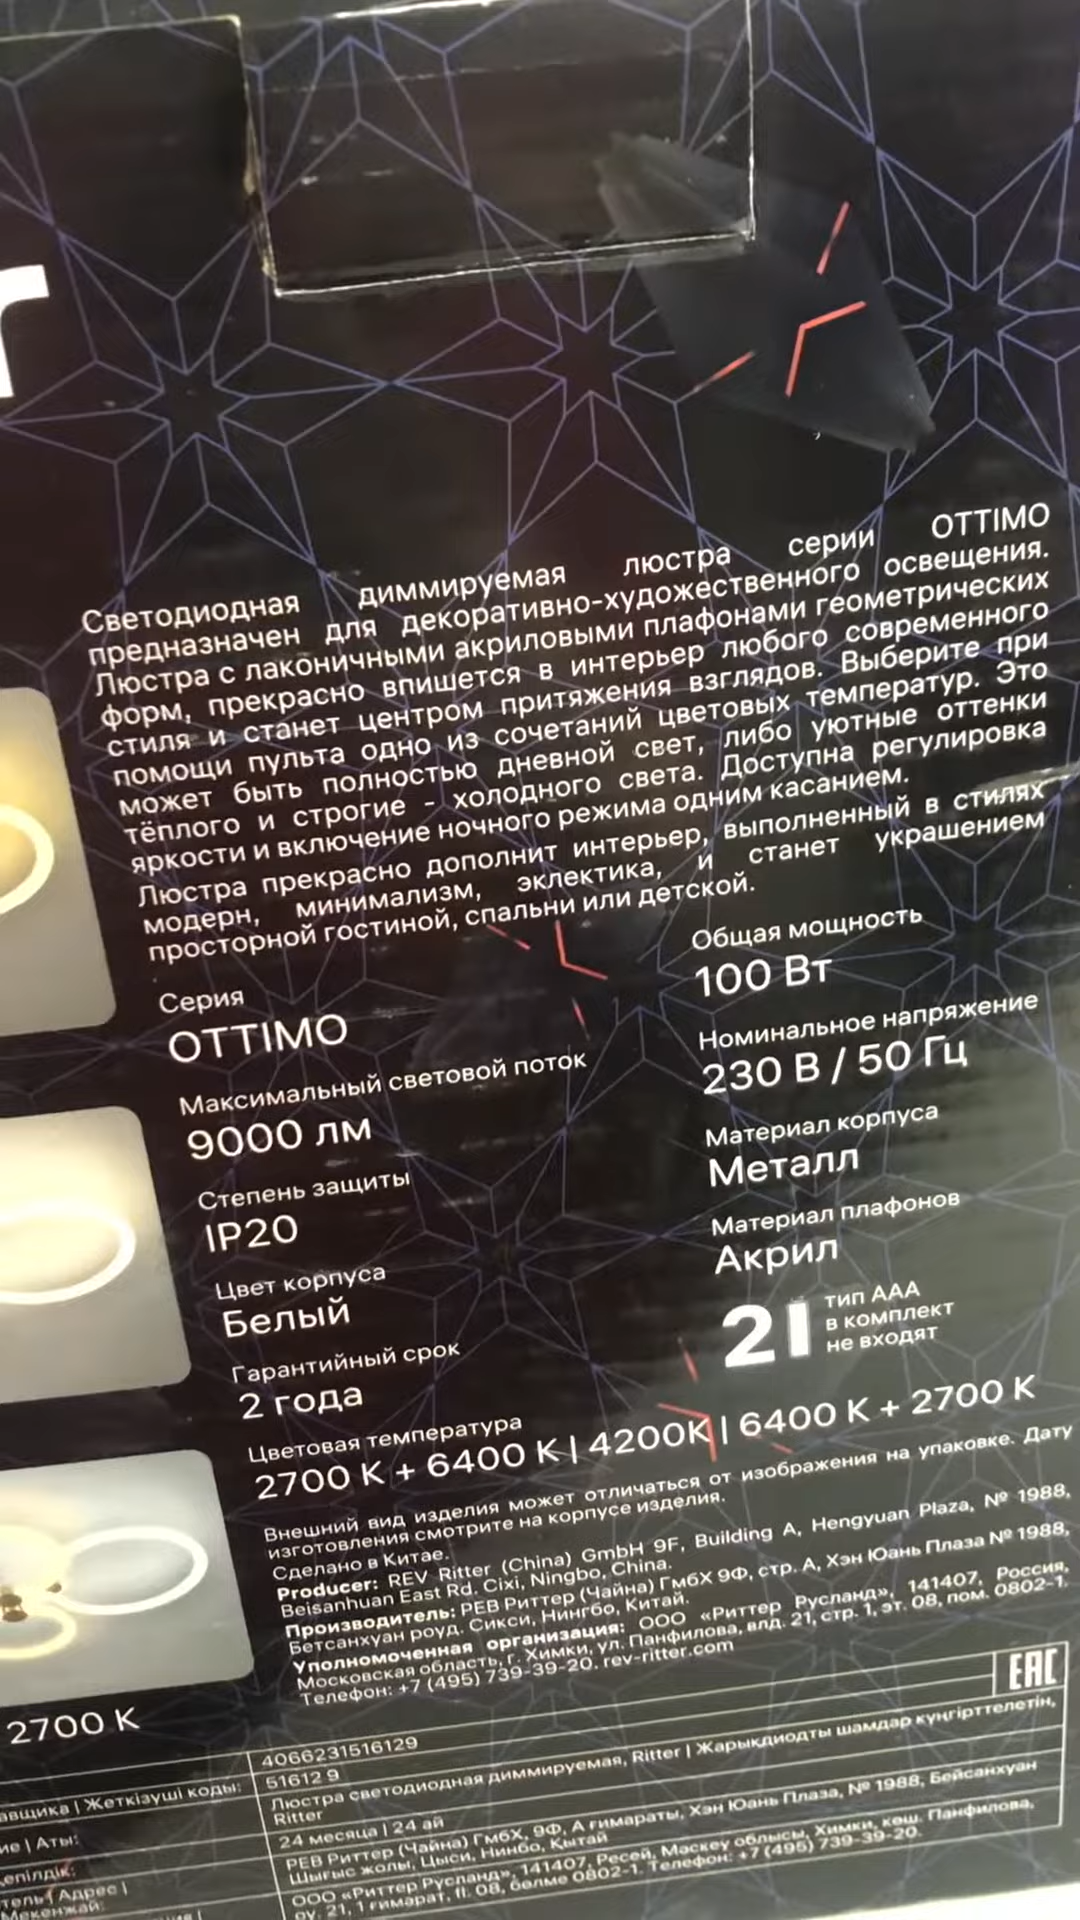 Светодиодная диммируемая люстра серии OTTIMO
предназначен для декоративно-художественного освещения.
Люстра с лаконичными акриловыми плафонами геометрических
форм, прекрасно впишется в интерьер любого современного
стиля и станет центром притяжения взглядов. Выберите при
помощи пульта одно из сочетаний цветовых температур. Это
может быть полностью дневной свет, либо уютные оттенки
тёплого и строгие - холодного света. Доступна регулировка
яркости и включение ночного режима одним касанием.
Люстра прекрасно дополнит интерьер, выполненный в стилях
модерн, минимализм, эклектика, и станет украшением
просторной гостиной, спальни или детской.
Серия
OTTIMO
Максимальный световой поток
9000 лм
Степень защиты
IP20
Цвет корпуса
Белый
Гарантийный срок
2 года
Общая мощность
100 Вт
Номинальное напряжение
230 В / 50 Гц
Материал корпуса
Металл
Материал плафонов
Акрил
2
тип ААА
в комплект
не входят
Цветовая температура
2700 K + 6400 K | 4200K | 6400 K + 2700 K
Внешний вид изделия может отличаться от изображения на упаковке. Дату
изготовления смотрите на корпусе изделия.
Сделано в Китае.
Producer: REV Ritter (China) GmbH 9F, Building A, Hengyuan Plaza, № 1988,
Beisanhuan East Rd. Cixi, Ningbo, China.
Производитель: РЕВ Риттер (Чайна) ГмбХ 9Ф, стр. А, Хэн Юань Плаза № 1988,
Бетсанхуан роуд. Сикси, Нингбо, Китай.
Уполномоченная организация: ООО «Риттер Русланд», 141407, Россия,
Московская область, г. Химки, ул. Панфилова, влд. 21, стр. 1, эт. 08, пом. 0802-1.
Телефон: +7 (495) 739-39-20. rev-ritter.com
2700 K
EAC
4066231516129
авщика | Жеткізуші коды: 51612 9
ие | Аты: Люстра светодиодная диммируемая, Ritter | Жарықдиодты шамдар күңгірттелетін,
Ritter
епілдік: 24 месяца | 24 ай
тель | Адрес | РЕВ Риттер (Чайна) ГмбХ, 9Ф, А ғимараты, Хэн Юань Плаза, № 1988, Бейсанхуан
Мекенжай: Шығыс жолы, Цыси, Нинбо, Қытай
ООО «Риттер Русланд», 141407, Ресей, Мәскеу облысы, Химки, көш. Панфилова,
оу. 21, 1 ғимарат, fl. 08, бөлме 0802-1. Телефон: +7 (495) 739-39-20.